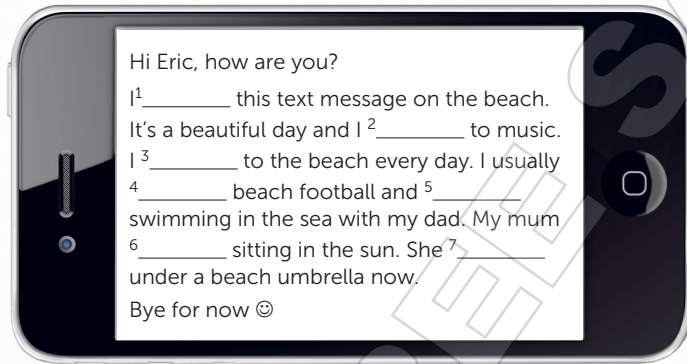 Hi Eric, how are you?
I¹________ this text message on the beach.
It's a beautiful day and I ²________ to music.
I ³________ to the beach every day. I usually
⁴________ beach football and ⁵________
swimming in the sea with my dad. My mum
⁶________ sitting in the sun. She ⁷________
under a beach umbrella now.
Bye for now ☺